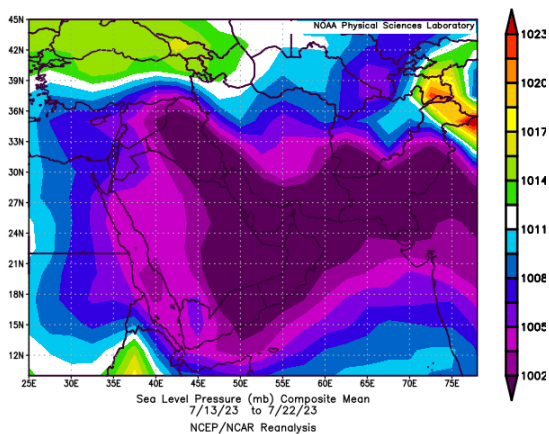 NOAA Physical Sciences Laboratory
45N
42N
39N
36N
33N
30N
27N
24N
21N
18N
15N
12N
25E 30E 35E 40E 45E 50E 55E 60E 65E 70E 75E
1023
1020
1017
1014
1011
1008
1005
1002
Sea Level Pressure (mb) Composite Mean
7/13/23 to 7/22/23
NCEP/NCAR Reanalysis